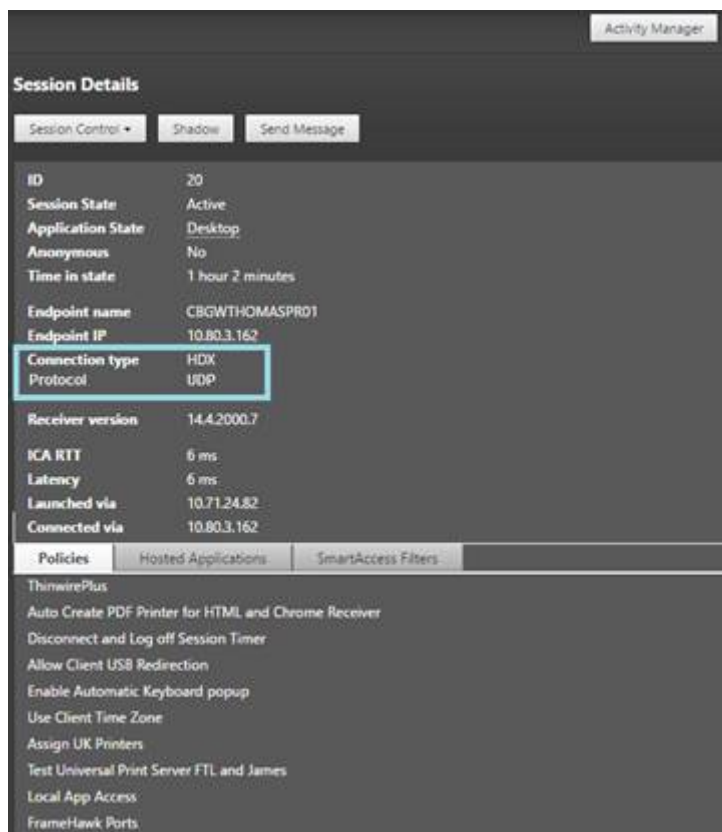 Activity Manager
Session Details
Session Control Shadow Send Message
ID 20
Session State Active
Application State Desktop
Anonymous No
Time in state 1 hour 2 minutes
Endpoint name CBGWTHOMASPR01
Endpoint IP 10.80.3.162
Connection type HDX
Protocol UDP
Receiver version 14.4.2000.7
ICA RTT 6 ms
Latency 6 ms
Launched via 10.71.24.82
Connected via 10.80.3.162
Policies Hosted Applications SmartAccess Filters
ThinwirePlus
Auto Create PDF Printer for HTML and Chrome Receiver
Disconnect and Log off Session Timer
Allow Client USB Redirection
Enable Automatic Keyboard popup
Use Client Time Zone
Assign UK Printers
Test Universal Print Server FTL and James
Local App Access
FrameHawk Ports